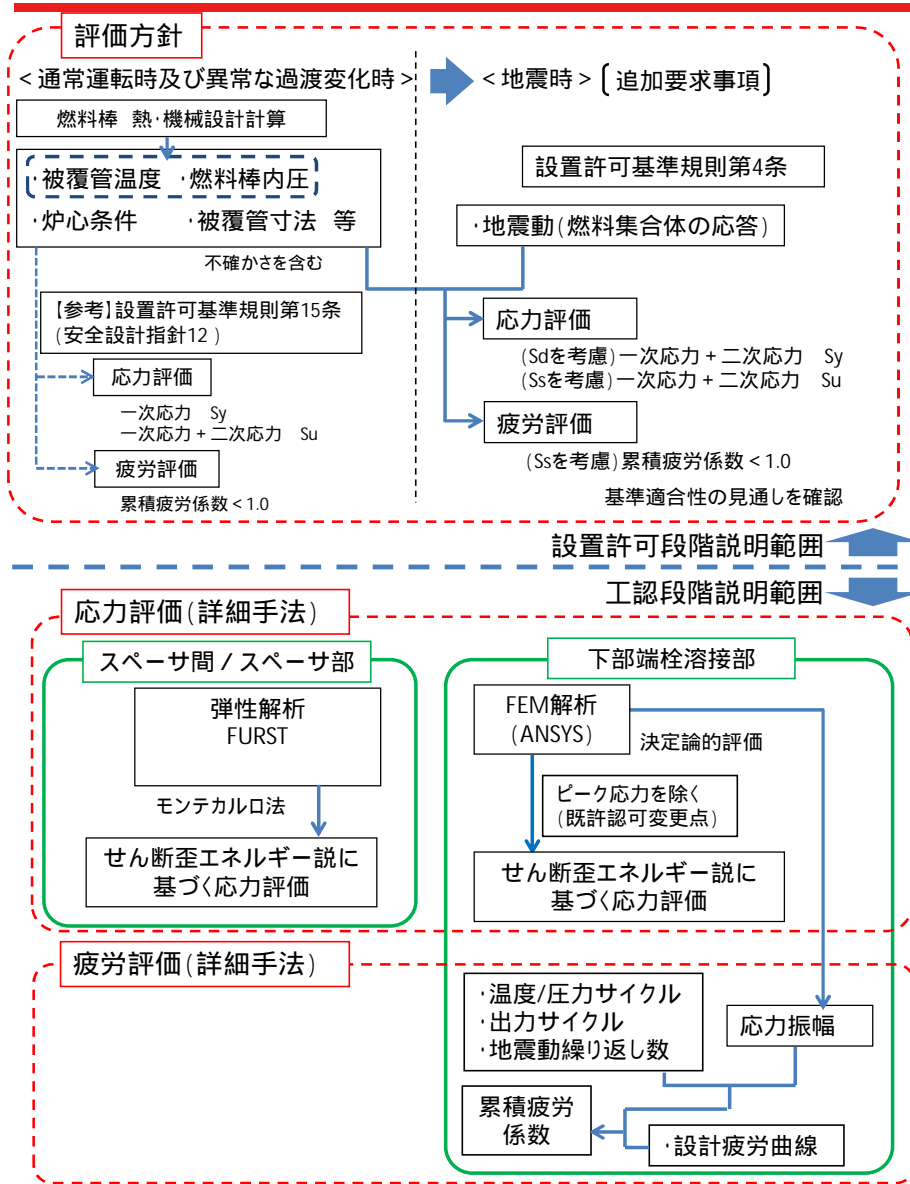 評価方針
<通常運転時及び異常な過渡変化時>
<地震時>〔追加要求事項〕
燃料棒 熱・機械設計計算
・被覆管温度 ・燃料棒内圧
・炉心条件 ・被覆管寸法 等
不確かさを含む
設置許可基準規則第4条
・地震動(燃料集合体の応答)
【参考】設置許可基準規則第15条
(安全設計指針12 )
応力評価
一次応力 Sy
一次応力+二次応力 Su
疲労評価
累積疲労係数<1.0
応力評価
(Sdを考慮)一次応力+二次応力 Sy
(Ssを考慮)一次応力+二次応力 Su
疲労評価
(Ssを考慮)累積疲労係数<1.0
基準適合性の見通しを確認
設置許可段階説明範囲
工認段階説明範囲
応力評価(詳細手法)
スペーサ間/スペーサ部
弾性解析
FURST
モンテカルロ法
せん断歪エネルギー説に
基づく応力評価
下部端栓溶接部
FEM解析
(ANSYS)
決定論的評価
ピーク応力を除く
(既許認可変更点)
せん断歪エネルギー説に
基づく応力評価
疲労評価(詳細手法)
・温度/圧力サイクル
・出力サイクル
・地震動繰り返し数
応力振幅
累積疲労
係数
・設計疲労曲線